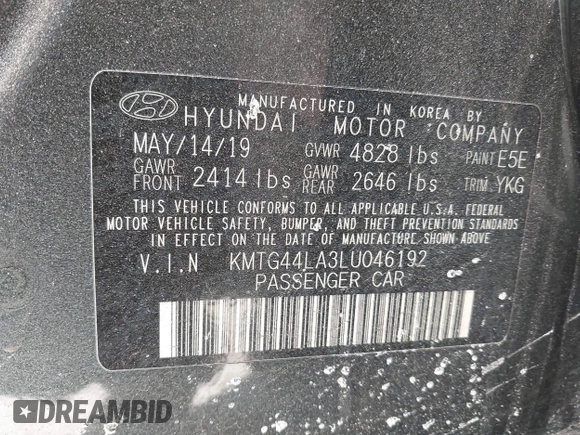 MANUFACTURED IN KOREA BY
HYUNDAI MOTOR COMPANY
MAY/14/19 GVWR 4828 lbs PAINT E5E
GAWR FRONT 2414 lbs GAWR REAR 2646 lbs TRIM YKG
THIS VEHICLE CONFORMS TO ALL APPLICABLE U.S.A. FEDERAL
MOTOR VEHICLE SAFETY, BUMPER, AND THEFT PREVENTION STANDARDS
IN EFFECT ON THE DATE OF MANUFACTURE SHOWN ABOVE
V.I.N KMTG44LA3LU046192
PASSENGER CAR
DREAMBID